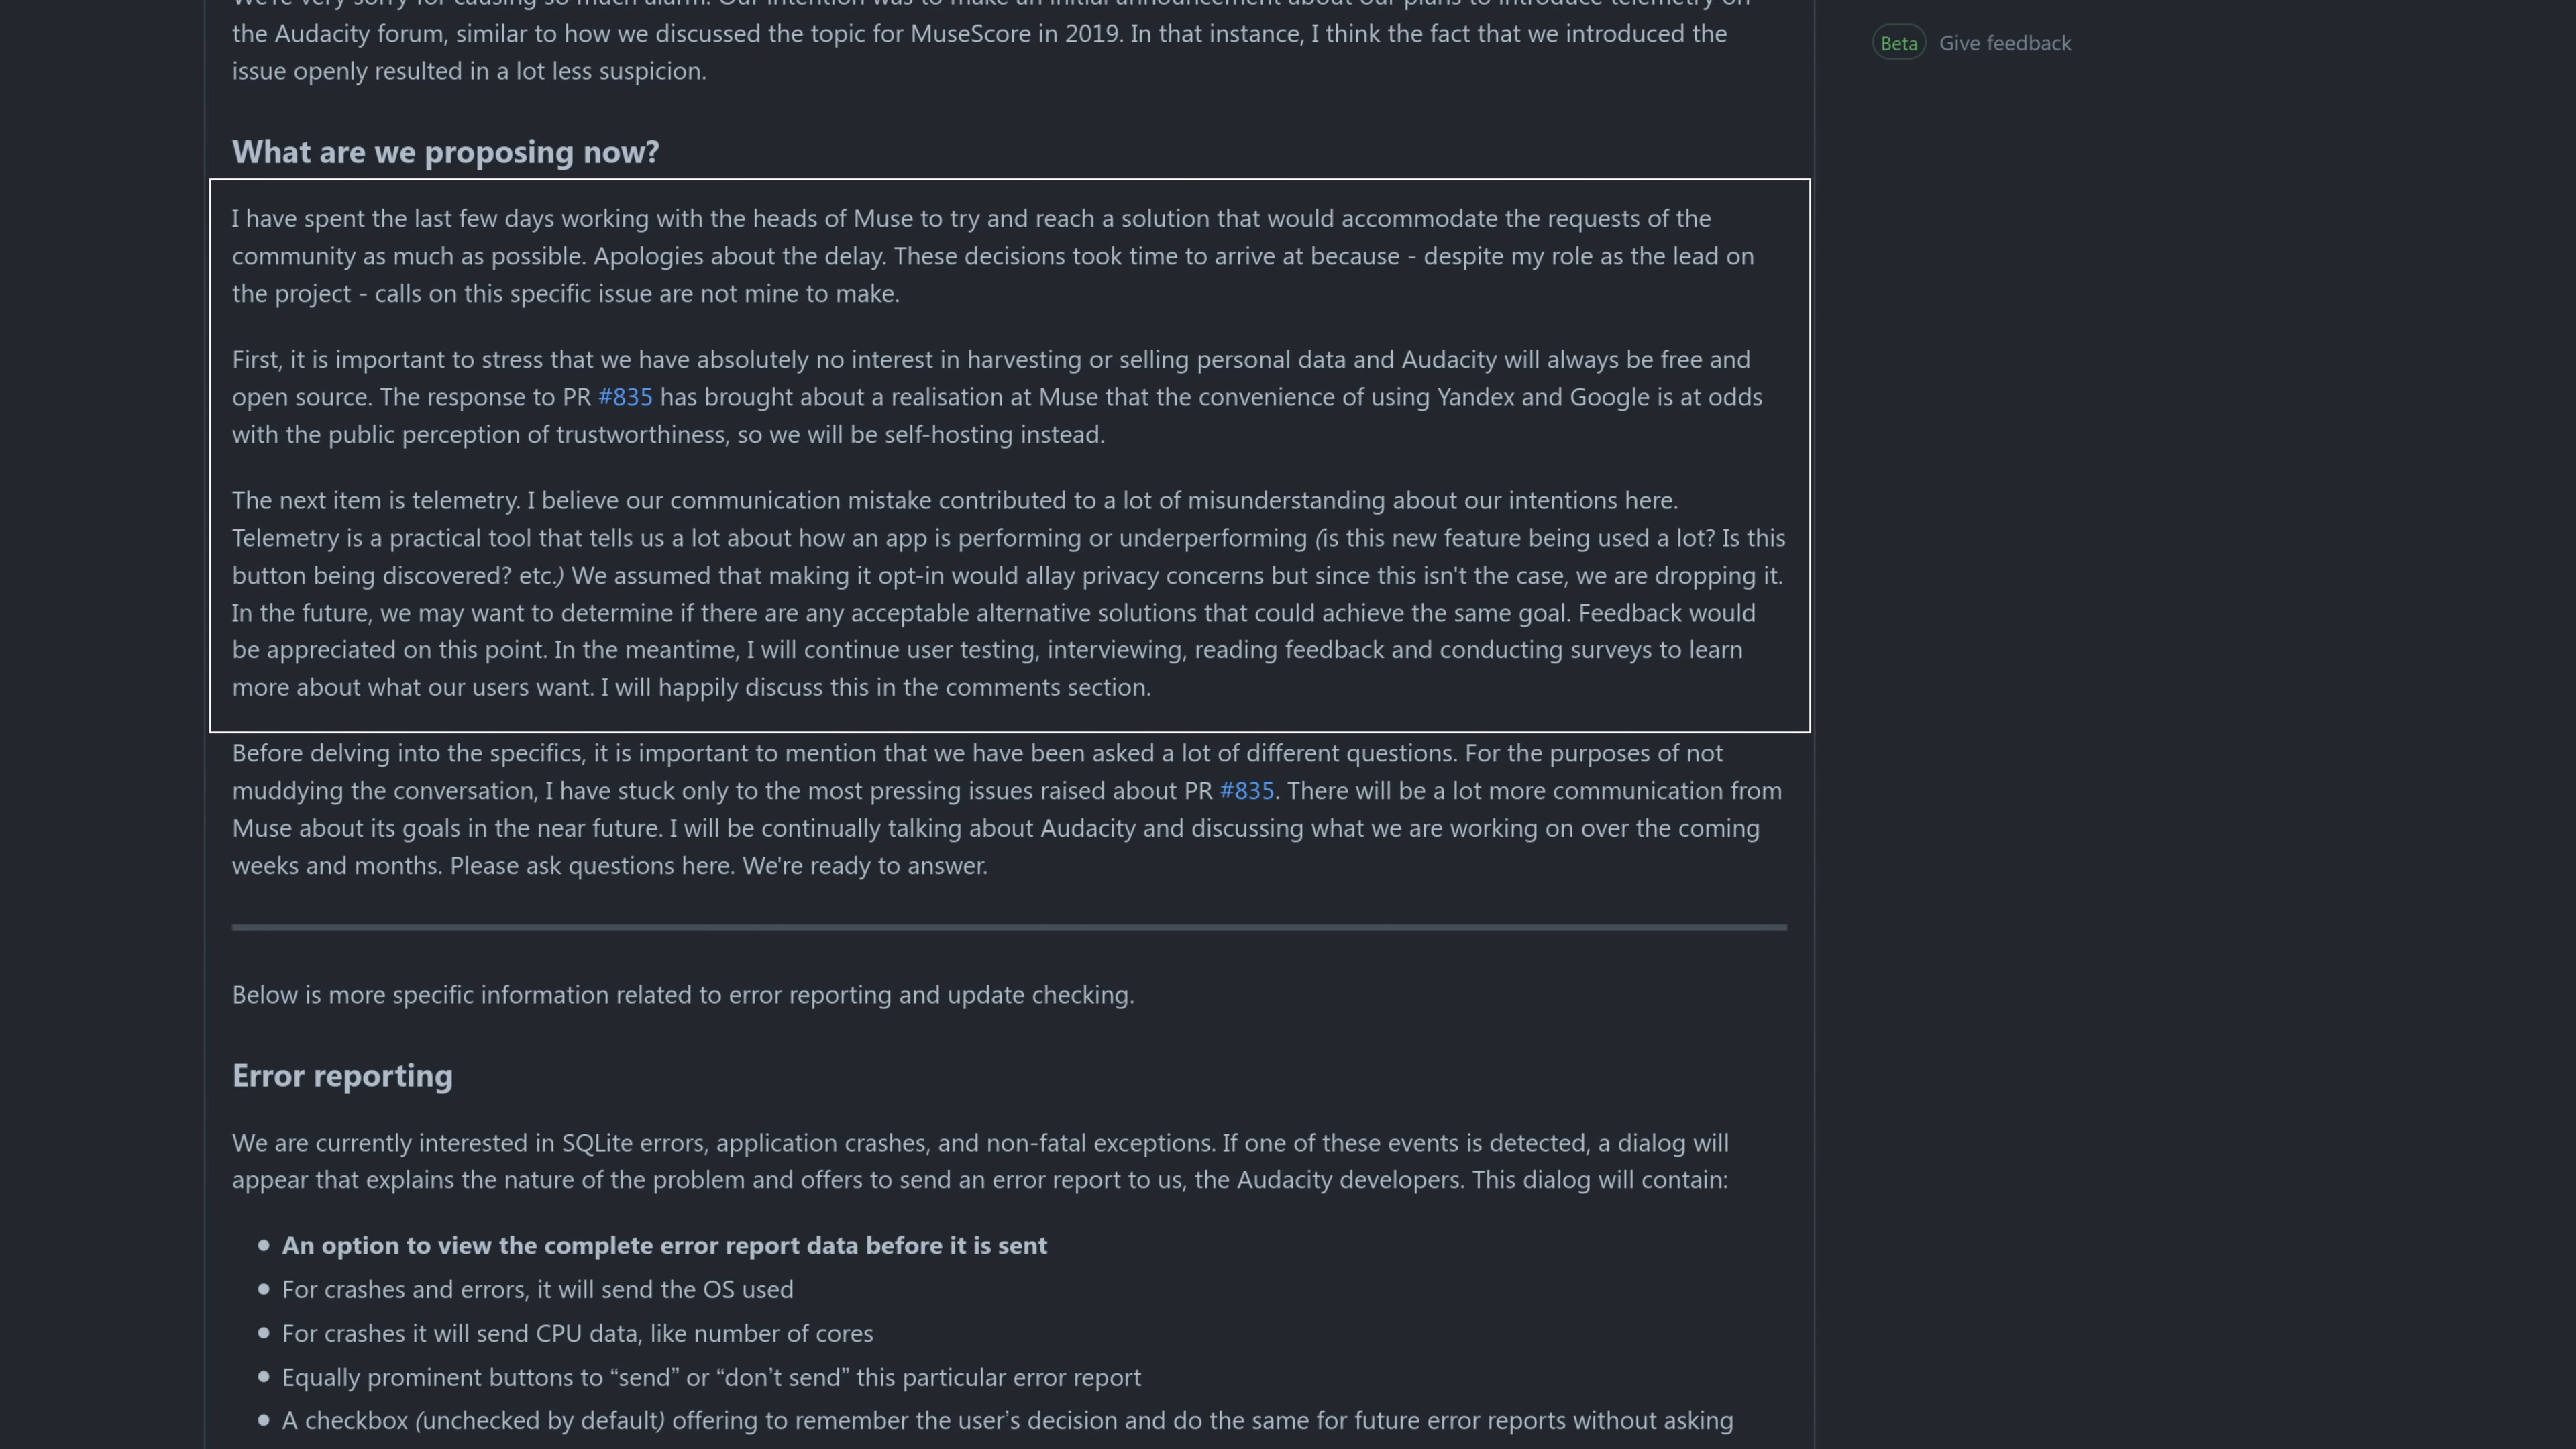 We're very sorry for causing so much alarm. Our intention was to make an initial announcement about our plans to introduce telemetry on
the Audacity forum, similar to how we discussed the topic for MuseScore in 2019. In that instance, I think the fact that we introduced the
issue openly resulted in a lot less suspicion.
Beta Give feedback
What are we proposing now?
I have spent the last few days working with the heads of Muse to try and reach a solution that would accommodate the requests of the
community as much as possible. Apologies about the delay. These decisions took time to arrive at because - despite my role as the lead on
the project - calls on this specific issue are not mine to make.
First, it is important to stress that we have absolutely no interest in harvesting or selling personal data and Audacity will always be free and
open source. The response to PR #835 has brought about a realisation at Muse that the convenience of using Yandex and Google is at odds
with the public perception of trustworthiness, so we will be self-hosting instead.
The next item is telemetry. I believe our communication mistake contributed to a lot of misunderstanding about our intentions here.
Telemetry is a practical tool that tells us a lot about how an app is performing or underperforming (is this new feature being used a lot? Is this
button being discovered? etc.) We assumed that making it opt-in would allay privacy concerns but since this isn't the case, we are dropping it.
In the future, we may want to determine if there are any acceptable alternative solutions that could achieve the same goal. Feedback would
be appreciated on this point. In the meantime, I will continue user testing, interviewing, reading feedback and conducting surveys to learn
more about what our users want. I will happily discuss this in the comments section.
Before delving into the specifics, it is important to mention that we have been asked a lot of different questions. For the purposes of not
muddying the conversation, I have stuck only to the most pressing issues raised about PR #835. There will be a lot more communication from
Muse about its goals in the near future. I will be continually talking about Audacity and discussing what we are working on over the coming
weeks and months. Please ask questions here. We're ready to answer.
Below is more specific information related to error reporting and update checking.
Error reporting
We are currently interested in SQLite errors, application crashes, and non-fatal exceptions. If one of these events is detected, a dialog will
appear that explains the nature of the problem and offers to send an error report to us, the Audacity developers. This dialog will contain:
• An option to view the complete error report data before it is sent
• For crashes and errors, it will send the OS used
• For crashes it will send CPU data, like number of cores
• Equally prominent buttons to “send” or “don’t send” this particular error report
• A checkbox (unchecked by default) offering to remember the user’s decision and do the same for future error reports without asking